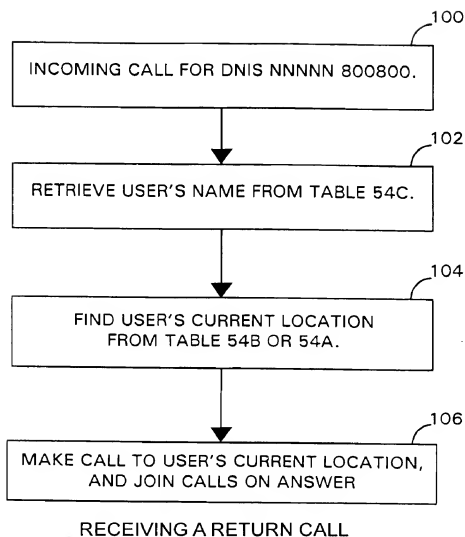 100
INCOMING CALL FOR DNIS NNNNN 800800.
102
RETRIEVE USER'S NAME FROM TABLE 54C.
104
FIND USER'S CURRENT LOCATION
FROM TABLE 54B OR 54A.
106
MAKE CALL TO USER'S CURRENT LOCATION,
AND JOIN CALLS ON ANSWER
RECEIVING A RETURN CALL